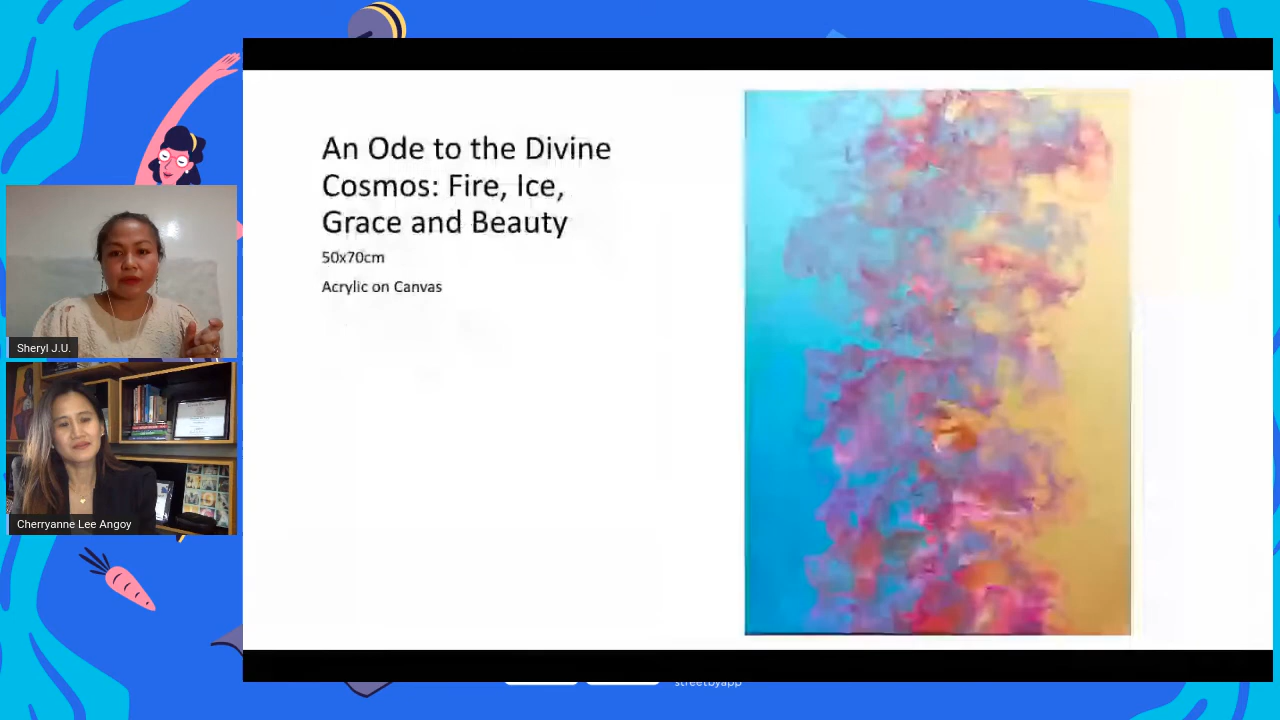 An Ode to the Divine
Cosmos: Fire, Ice,
Grace and Beauty
50x70cm
Acrylic on Canvas
Sheryl J.U.
Cherryanne Lee Angoy
streetbyapp